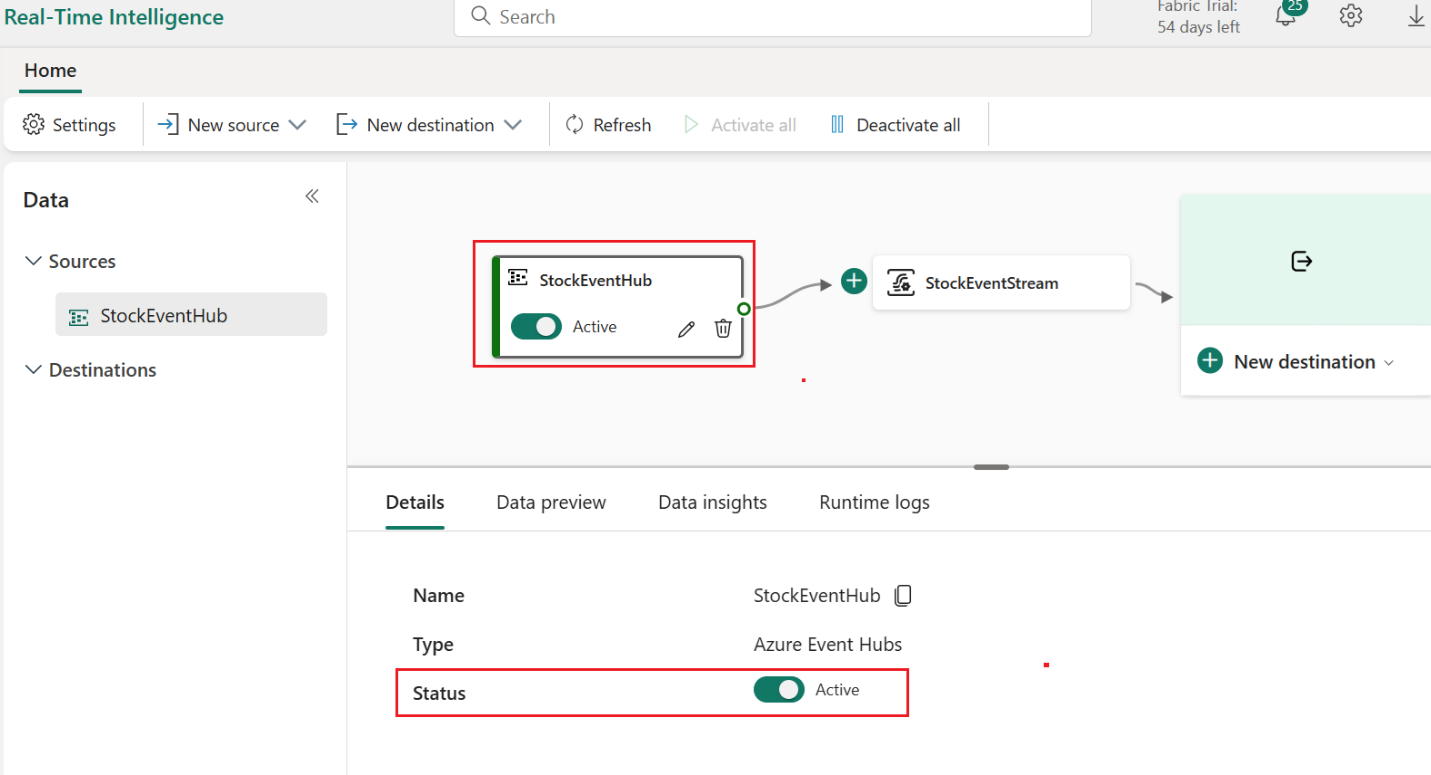 Real-Time Intelligence
Search
Fabric Trial:
54 days left
25
Home
Settings
New source
New destination
Refresh
Activate all
Deactivate all
Data
Sources
StockEventHub
Destinations
StockEventHub
Active
StockEventStream
New destination
Details
Data preview
Data insights
Runtime logs
Name
StockEventHub
Type
Azure Event Hubs
Status
Active